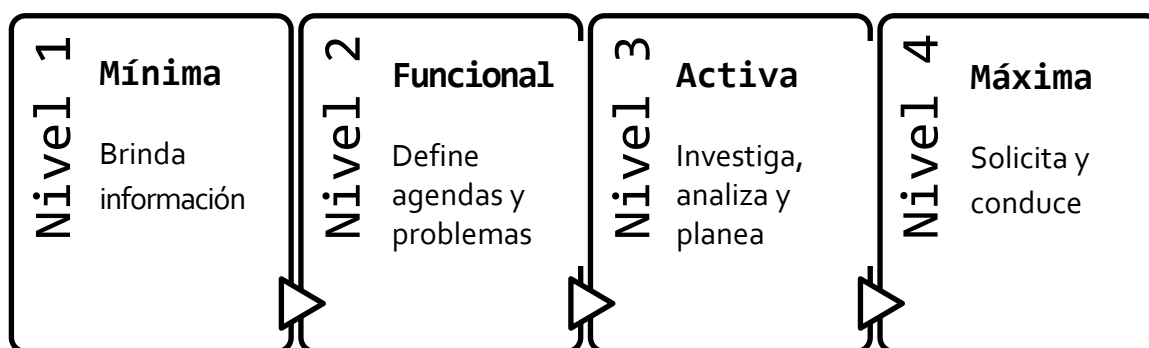 Nivel 1
Mínima
Brinda
información
Nivel 2
Funcional
Define
agendas y
problemas
Nivel 3
Activa
Investiga,
analiza y
planea
Nivel 4
Máxima
Solicita y
conduce